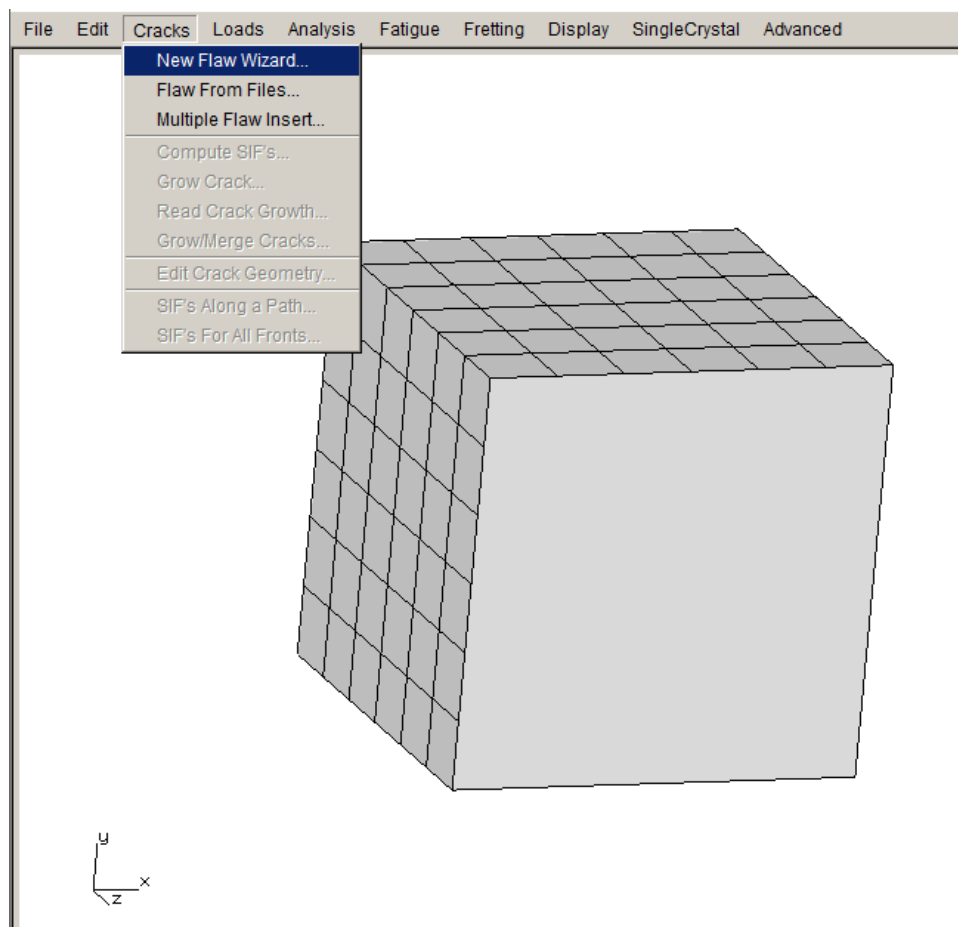 File Edit Cracks Loads Analysis Fatigue Fretting Display SingleCrystal Advanced
New Flaw Wizard...
Flaw From Files...
Multiple Flaw Insert...
Compute SIF's...
Grow Crack...
Read Crack Growth...
Grow/Merge Cracks...
Edit Crack Geometry...
SIF's Along a Path...
SIF's For All Fronts...
y
x
z